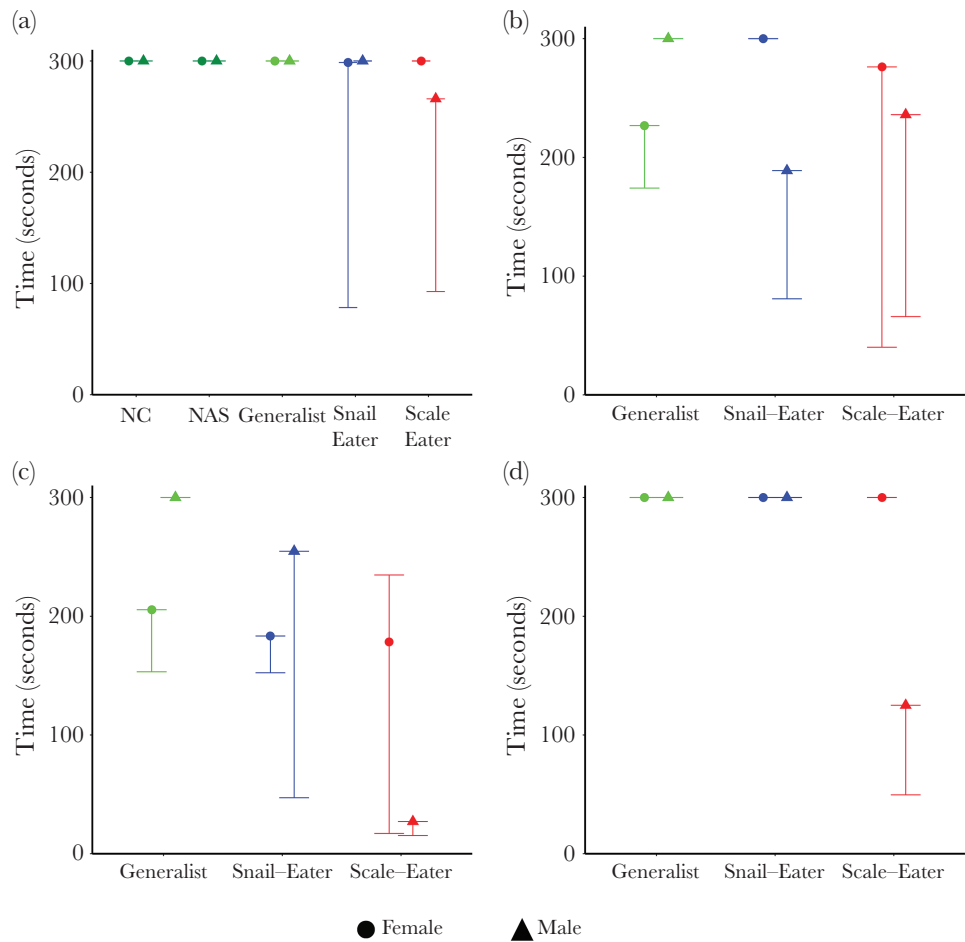 (a)
300
200
100
0
Time (seconds)
NC NAS Generalist Snail Eater Scale Eater
(b)
300
200
100
0
Time (seconds)
Generalist Snail–Eater Scale–Eater
(c)
300
200
100
0
Time (seconds)
Generalist Snail–Eater Scale–Eater
(d)
300
200
100
0
Time (seconds)
Generalist Snail–Eater Scale–Eater
Female Male